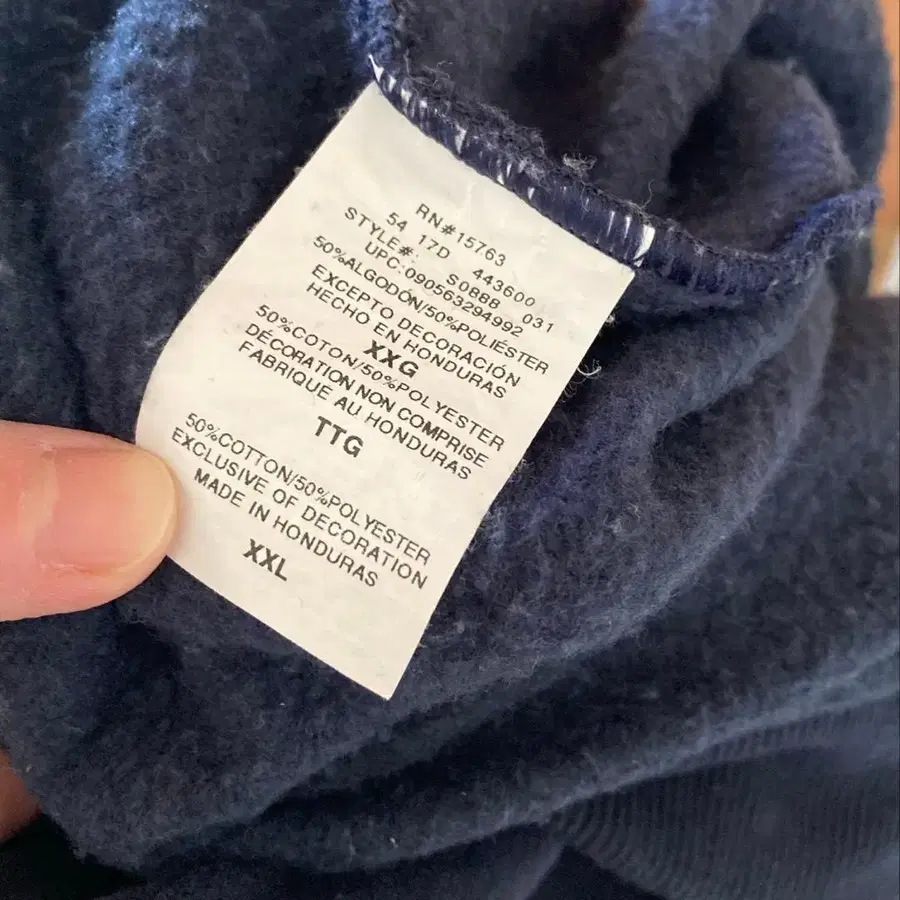 RN#15763
54 17D 443600
STYLE#: S0888 031
UPC:090563294992
50%ALGODÓN/50%POLIÉSTER
EXCEPTO DECORACIÓN
HECHO EN HONDURAS
XXG
50%COTON/50%POLYESTER
DÉCORATION NON COMPRISE
FABRIQUE AU HONDURAS
TTG
50%COTTON/50%POLYESTER
EXCLUSIVE OF DECORATION
MADE IN HONDURAS
XXL